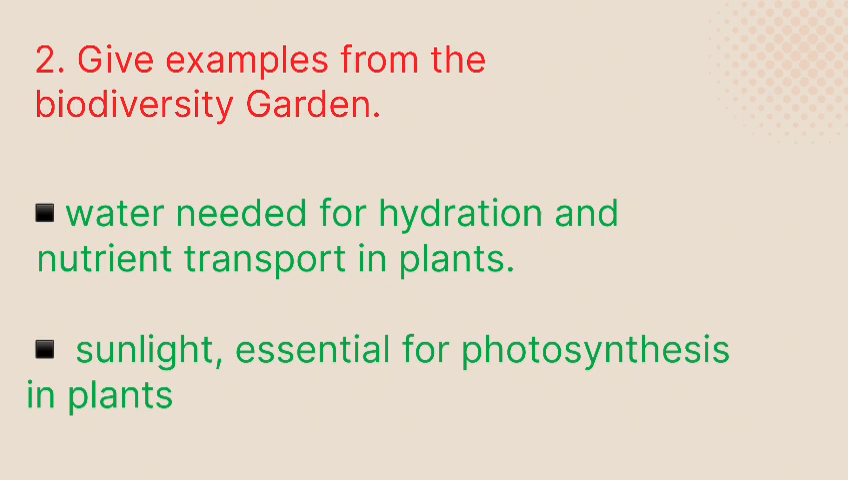 2. Give examples from the
biodiversity Garden.
▪ water needed for hydration and
nutrient transport in plants.
▪ sunlight, essential for photosynthesis
in plants